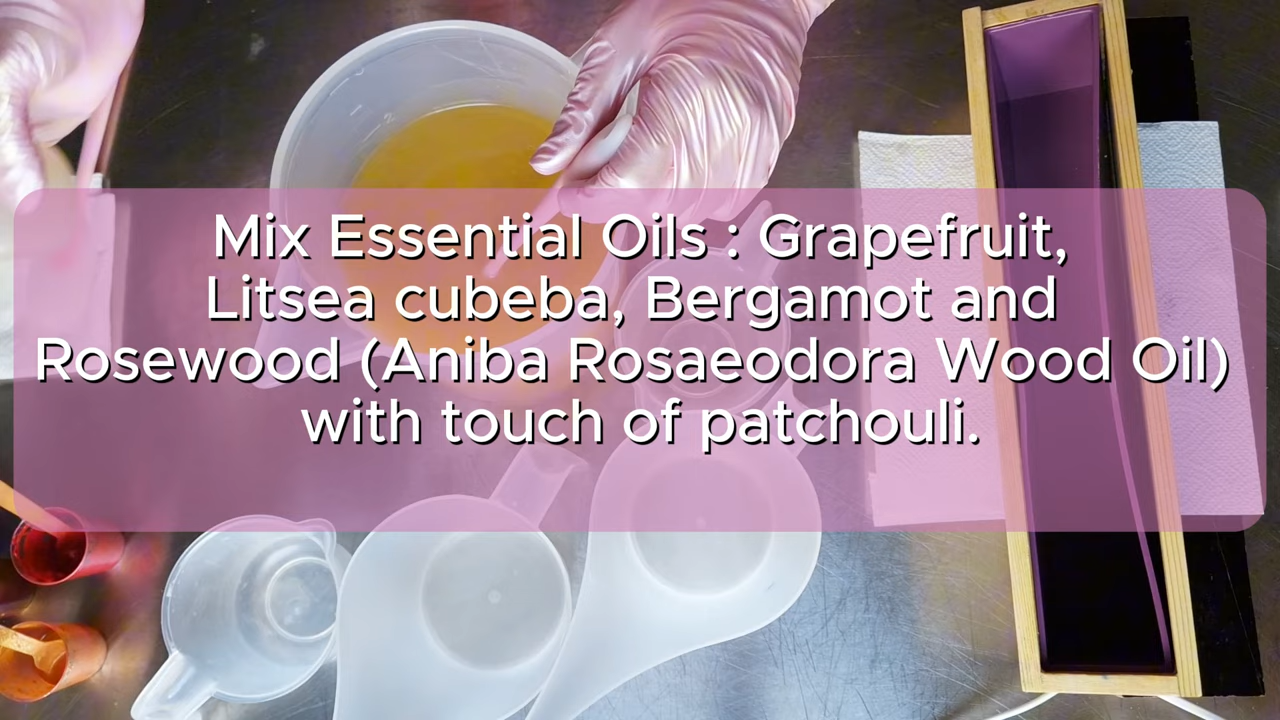 Mix Essential Oils : Grapefruit,
Litsea cubeba, Bergamot and
Rosewood (Aniba Rosaeodora Wood Oil)
with touch of patchouli.